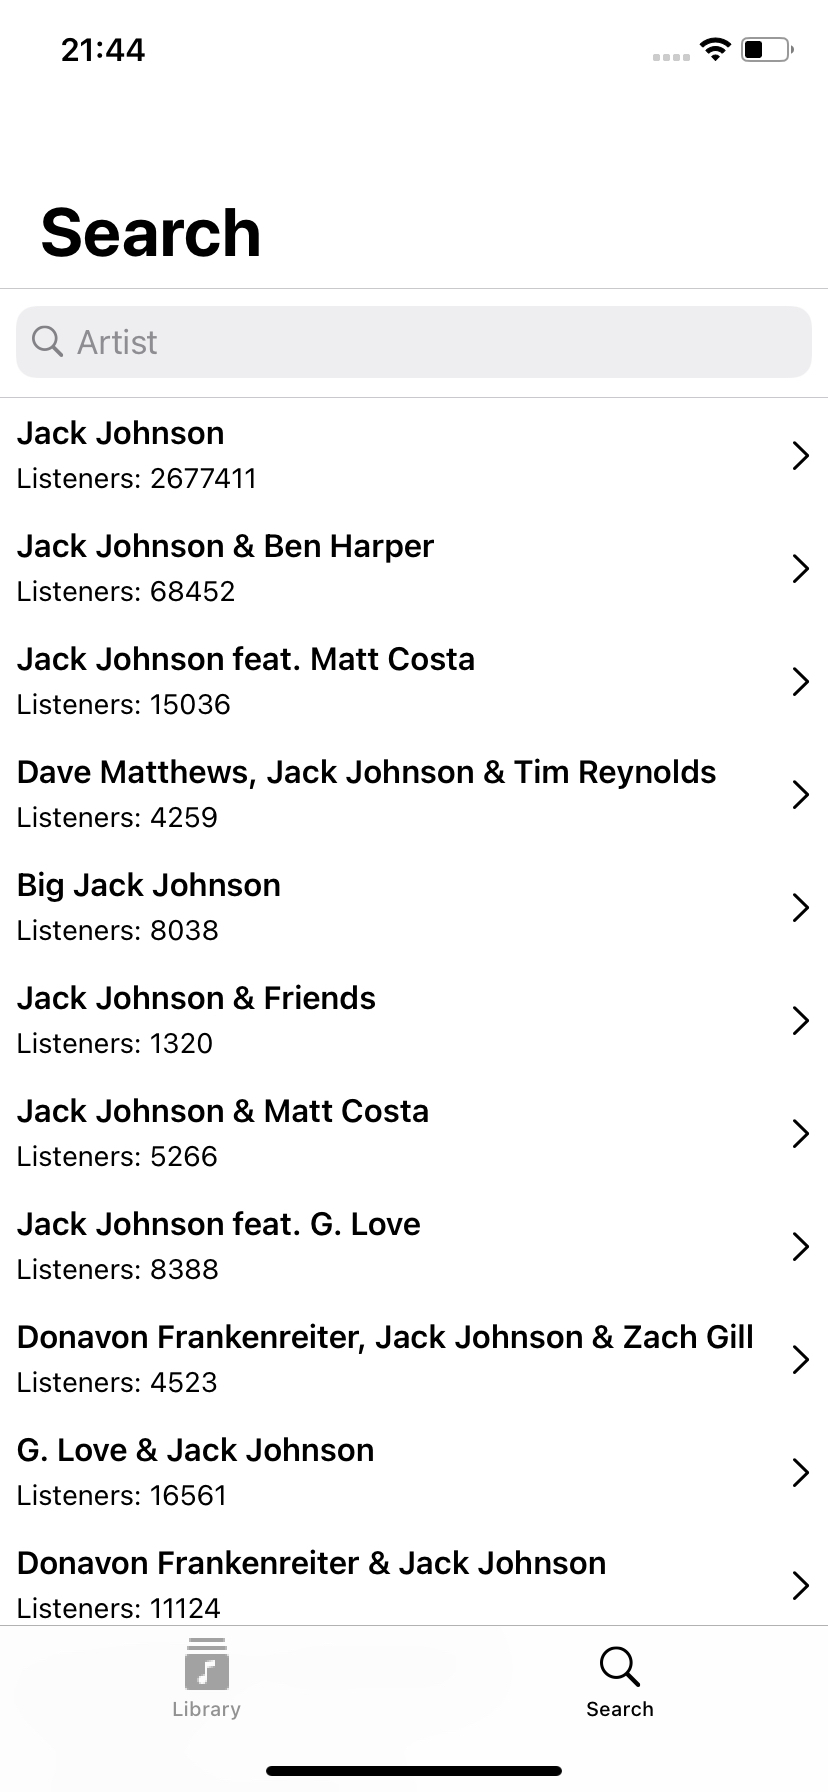 21:44
Search
Artist
Jack Johnson
Listeners: 2677411
Jack Johnson & Ben Harper
Listeners: 68452
Jack Johnson feat. Matt Costa
Listeners: 15036
Dave Matthews, Jack Johnson & Tim Reynolds
Listeners: 4259
Big Jack Johnson
Listeners: 8038
Jack Johnson & Friends
Listeners: 1320
Jack Johnson & Matt Costa
Listeners: 5266
Jack Johnson feat. G. Love
Listeners: 8388
Donavon Frankenreiter, Jack Johnson & Zach Gill
Listeners: 4523
G. Love & Jack Johnson
Listeners: 16561
Donavon Frankenreiter & Jack Johnson
Listeners: 11124
Library
Search